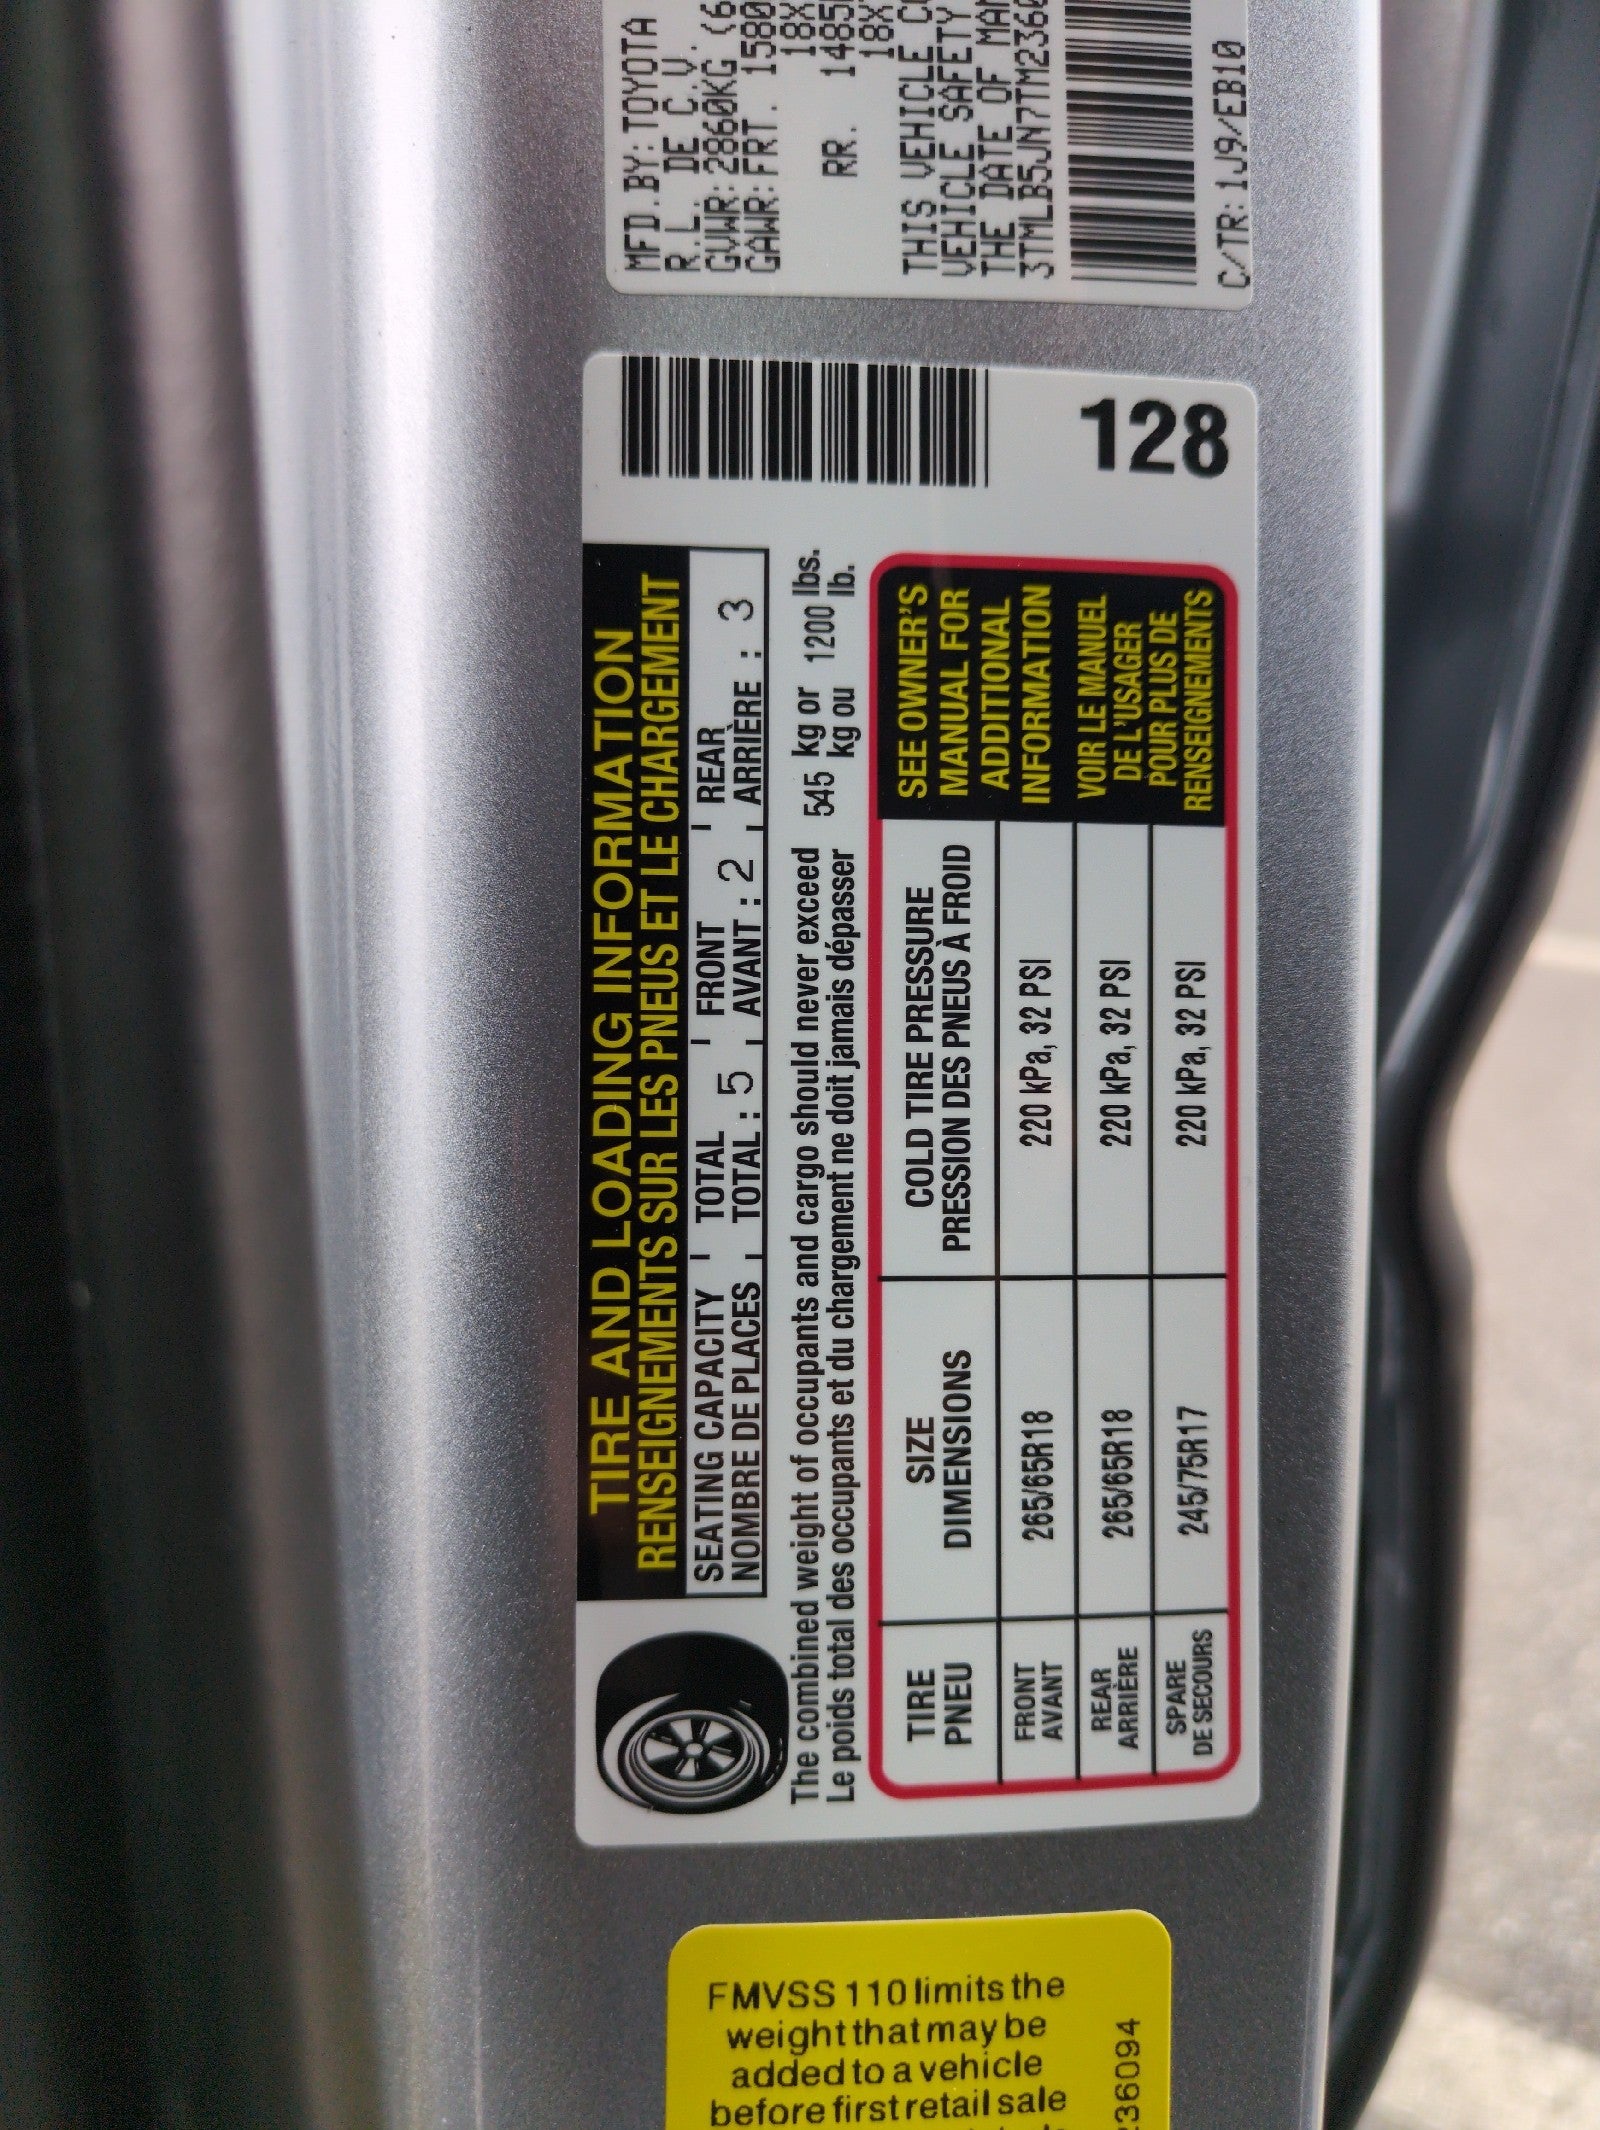 MFD.BY:TOYOTA
R.L. DE C.V.
GVWR:2860KG (6
GAWR:FRT. 1580
18X
RR. 1485
18X
THIS VEHICLE CO
VEHICLE SAFETY
THE DATE OF MAN
3TMLB5JN7TM2360
C/TR:1J9/EB10
TIRE AND LOADING INFORMATION
RENSEIGNEMENTS SUR LES PNEUS ET LE CHARGEMENT
SEATING CAPACITY TOTAL FRONT REAR
NOMBRE DE PLACES TOTAL : 5 AVANT : 2 ARRIÈRE : 3
The combined weight of occupants and cargo should never exceed 545 kg or 1200 lbs.
Le poids total des occupants et du chargement ne doit jamais dépasser kg ou lb.
TIRE
PNEU
SIZE
DIMENSIONS
COLD TIRE PRESSURE
PRESSION DES PNEUS À FROID
FRONT
AVANT
265/65R18
220 kPa, 32 PSI
REAR
ARRIÈRE
265/65R18
220 kPa, 32 PSI
SPARE
DE SECOURS
245/75R17
220 kPa, 32 PSI
SEE OWNER'S
MANUAL FOR
ADDITIONAL
INFORMATION
VOIR LE MANUEL
DE L'USAGER
POUR PLUS DE
RENSEIGNEMENTS
128
FMVSS 110 limits the
weight that may be
added to a vehicle
before first retail sale
236094